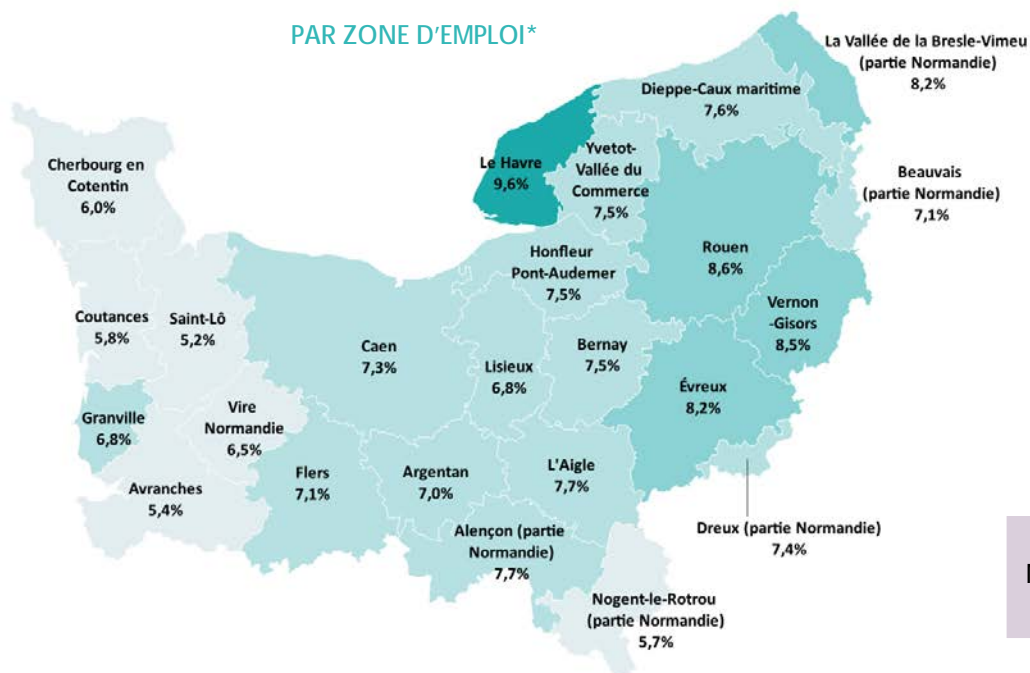 PAR ZONE D'EMPLOI*
La Vallée de la Bresle-Vimeu
(partie Normandie)
8,2%
Dieppe-Caux maritime
7,6%
Cherbourg en
Cotentin
6,0%
Le Havre
9,6%
Yvetot-
Vallée du
Commerce
7,5%
Beauvais
(partie Normandie)
7,1%
Rouen
8,6%
Honfleur
Pont-Audemer
7,5%
Vernon
-Gisors
8,5%
Coutances
5,8%
Saint-Lô
5,2%
Caen
7,3%
Lisieux
6,8%
Bernay
7,5%
Évreux
8,2%
Granville
6,8%
Vire
Normandie
6,5%
Flers
7,1%
Argentan
7,0%
L'Aigle
7,7%
Avranches
5,4%
Alençon (partie
Normandie)
7,7%
Dreux (partie Normandie)
7,4%
Nogent-le-Rotrou
(partie Normandie)
5,7%